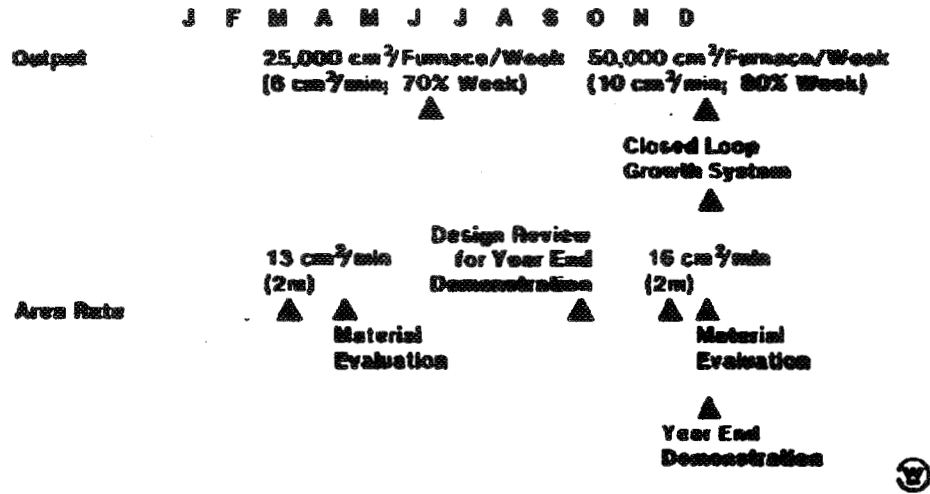 J F M A M J J A S O N D
Output
25,000 cm²/Furnace/Week
(6 cm²/min; 70% Week)
50,000 cm²/Furnace/Week
(10 cm²/min; 80% Week)
Closed Loop
Growth System
Area Rate
13 cm²/min
(2m)
Material
Evaluation
Design Review
for Year End
Demonstration
16 cm²/min
(2m)
Material
Evaluation
Year End
Demonstration
W